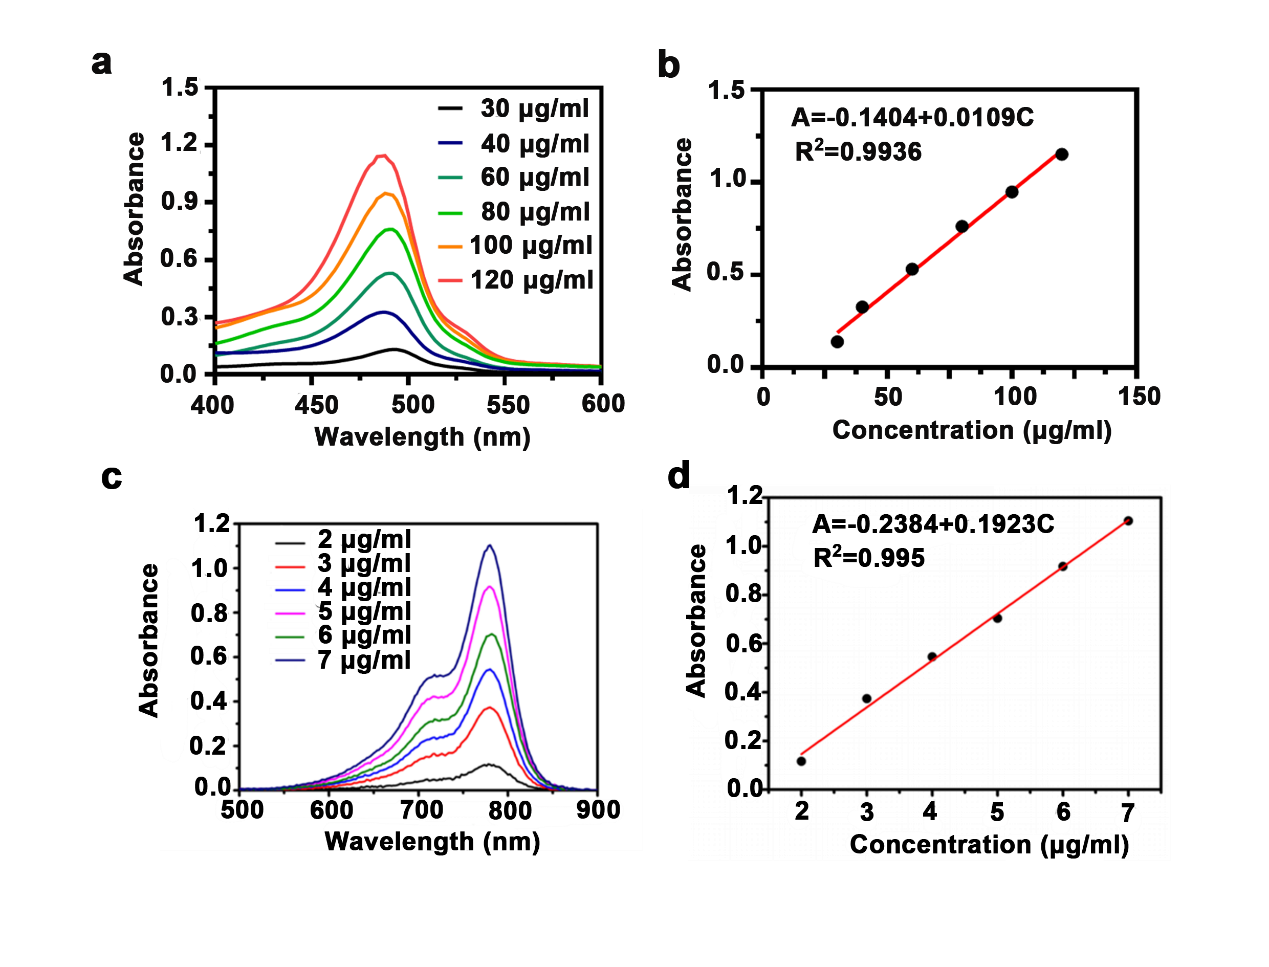 a
1.5
1.2
0.9
0.6
0.3
0.0
Absorbance
30 µg/ml
40 µg/ml
60 µg/ml
80 µg/ml
100 µg/ml
120 µg/ml
400 450 500 550 600
Wavelength (nm)
b
1.5
1.0
0.5
0.0
Absorbance
A=-0.1404+0.0109C
R²=0.9936
0 50 100 150
Concentration (µg/ml)
c
1.2
1.0
0.8
0.6
0.4
0.2
0.0
Absorbance
2 µg/ml
3 µg/ml
4 µg/ml
5 µg/ml
6 µg/ml
7 µg/ml
500 600 700 800 900
Wavelength (nm)
d
1.2
1.0
0.8
0.6
0.4
0.2
0.0
Absorbance
A=-0.2384+0.1923C
R²=0.995
2 3 4 5 6 7
Concentration (µg/ml)